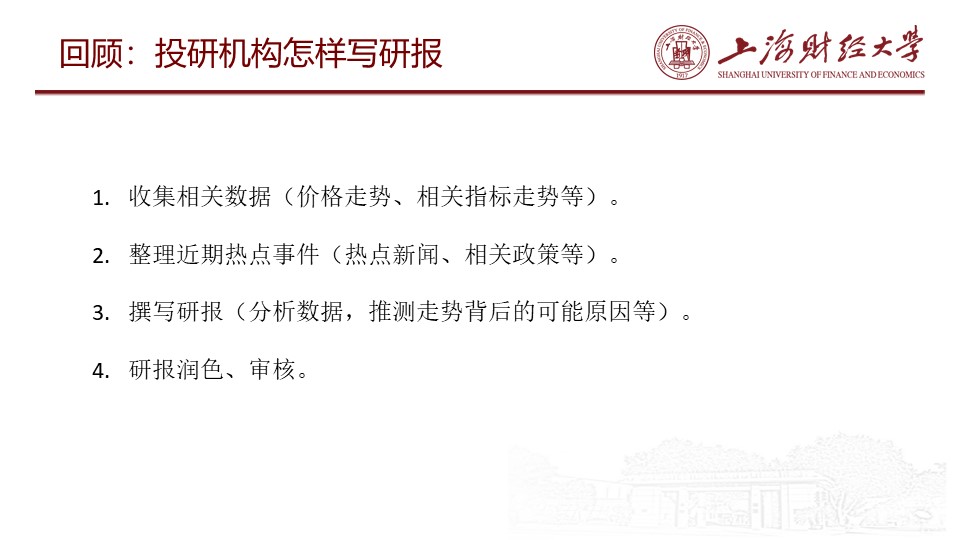 回顾：投研机构怎样写研报
上海财经大学
SHANGHAI UNIVERSITY OF FINANCE AND ECONOMICS
1. 收集相关数据（价格走势、相关指标走势等）。
2. 整理近期热点事件（热点新闻、相关政策等）。
3. 撰写研报（分析数据，推测走势背后的可能原因等）。
4. 研报润色、审核。